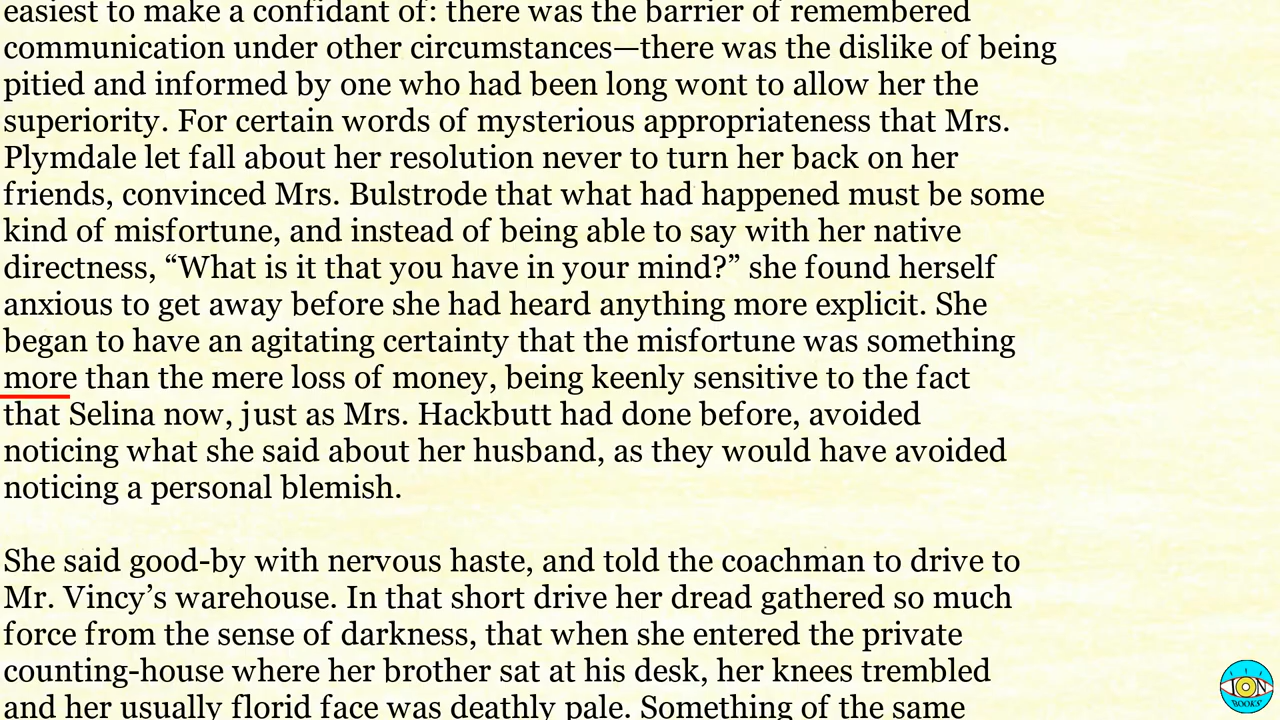 easiest to make a confidant of: there was the barrier of remembered
communication under other circumstances—there was the dislike of being
pitied and informed by one who had been long wont to allow her the
superiority. For certain words of mysterious appropriateness that Mrs.
Plymdale let fall about her resolution never to turn her back on her
friends, convinced Mrs. Bulstrode that what had happened must be some
kind of misfortune, and instead of being able to say with her native
directness, “What is it that you have in your mind?” she found herself
anxious to get away before she had heard anything more explicit. She
began to have an agitating certainty that the misfortune was something
more than the mere loss of money, being keenly sensitive to the fact
that Selina now, just as Mrs. Hackbutt had done before, avoided
noticing what she said about her husband, as they would have avoided
noticing a personal blemish.
She said good-by with nervous haste, and told the coachman to drive to
Mr. Vincy’s warehouse. In that short drive her dread gathered so much
force from the sense of darkness, that when she entered the private
counting-house where her brother sat at his desk, her knees trembled
and her usually florid face was deathly pale. Something of the same
ION
BOOKS